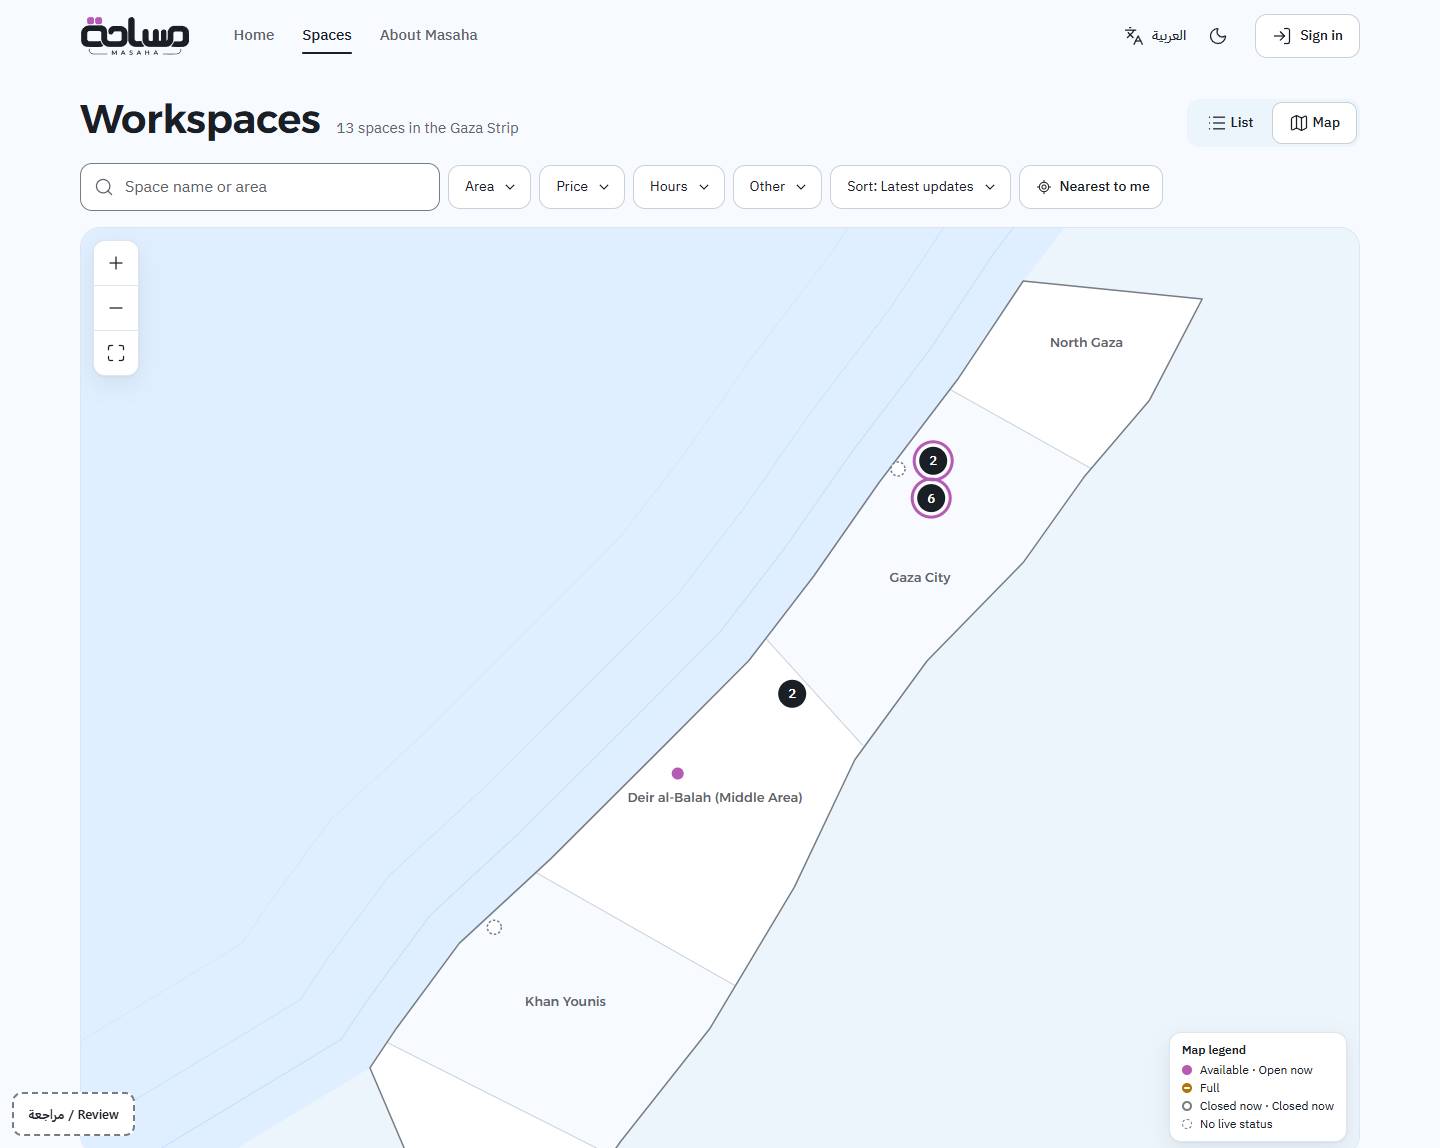 مساحة
MASAHA
Home
Spaces
About Masaha
العربية
Sign in
Workspaces
13 spaces in the Gaza Strip
List
Map
Space name or area
Area
Price
Hours
Other
Sort: Latest updates
Nearest to me
North Gaza
2
6
Gaza City
2
Deir al-Balah (Middle Area)
Khan Younis
Map legend
Available · Open now
Full
Closed now · Closed now
No live status
مراجعة / Review